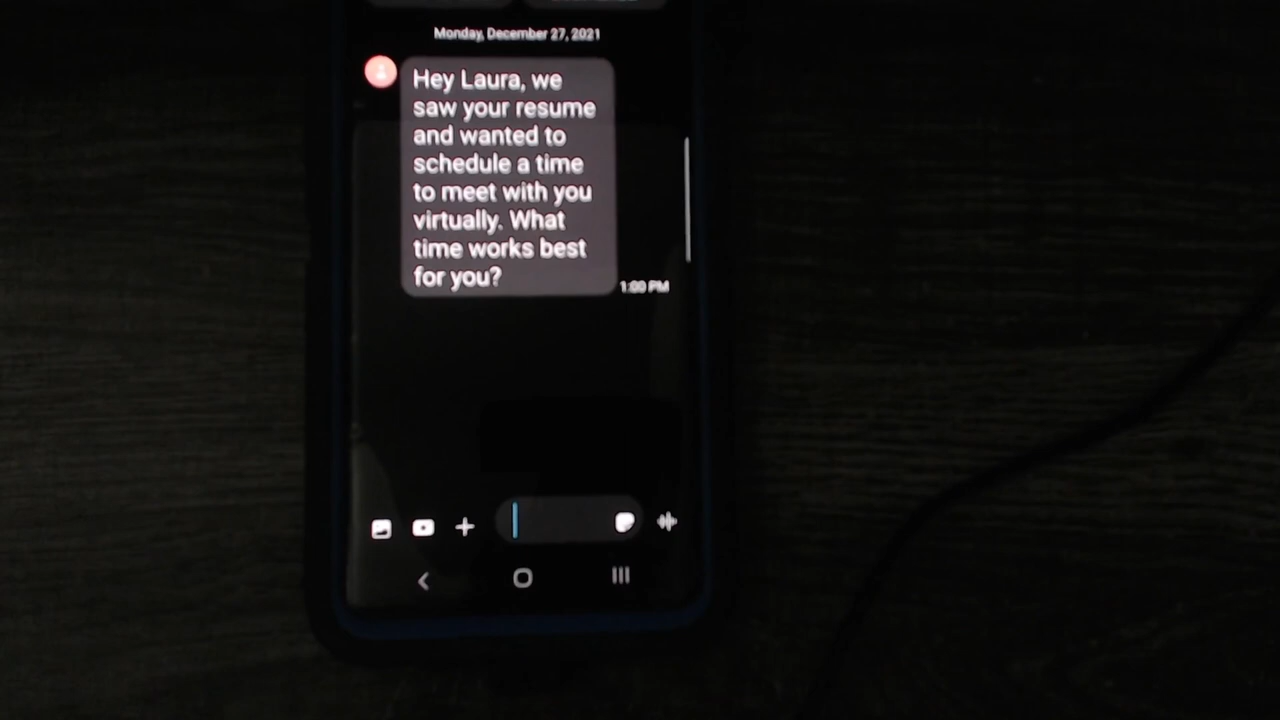 Monday, December 27, 2021
Hey Laura, we
saw your resume
and wanted to
schedule a time
to meet with you
virtually. What
time works best
for you?
1:00 PM